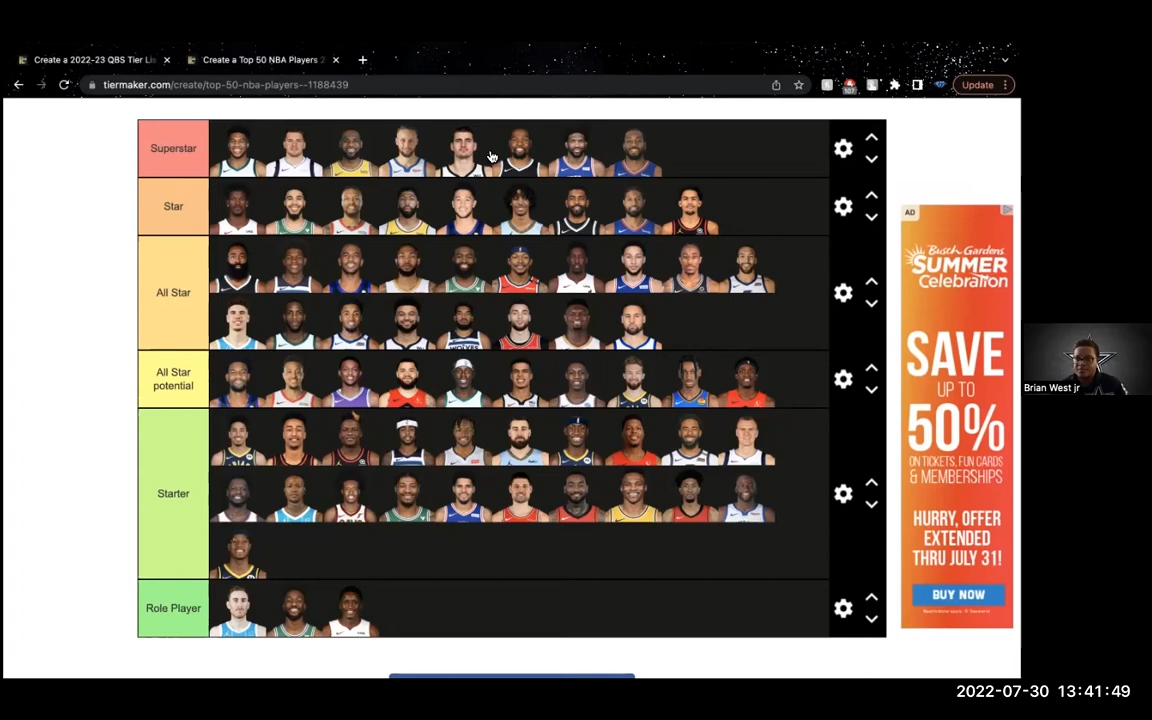 Create a 2022-23 QBS Tier Li
Create a Top 50 NBA Players 2
tiermaker.com/create/top-50-nba-players--1188439
107
Update
Superstar
Star
All Star
All Star
potential
Starter
Role Player
WOLVES
AD
Busch Gardens
SUMMER
Celebration
SAVE
UP TO
50%
ON TICKETS, FUN CARDS
& MEMBERSHIPS
HURRY, OFFER
EXTENDED
THRU JULY 31!
BUY NOW
Brian West jr
2022-07-30 13:41:49